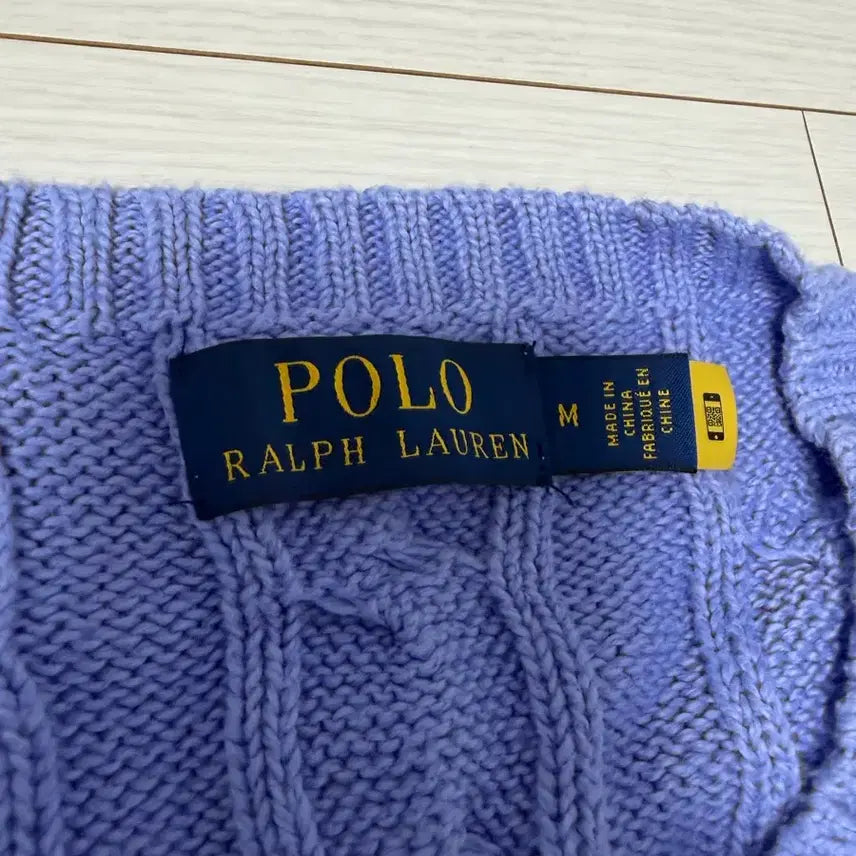 POLO
RALPH LAUREN
M
MADE IN
CHINA
FABRIQUÉ EN
CHINE